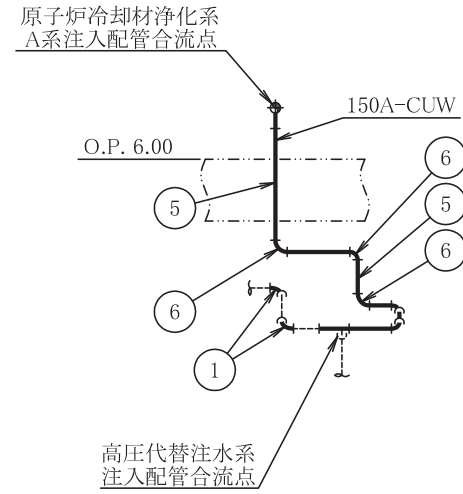 原子炉冷却材浄化系
A系注入配管合流点
150A-CUW
O.P. 6.00
6
5
5
6
6
1
高圧代替注水系
注入配管合流点